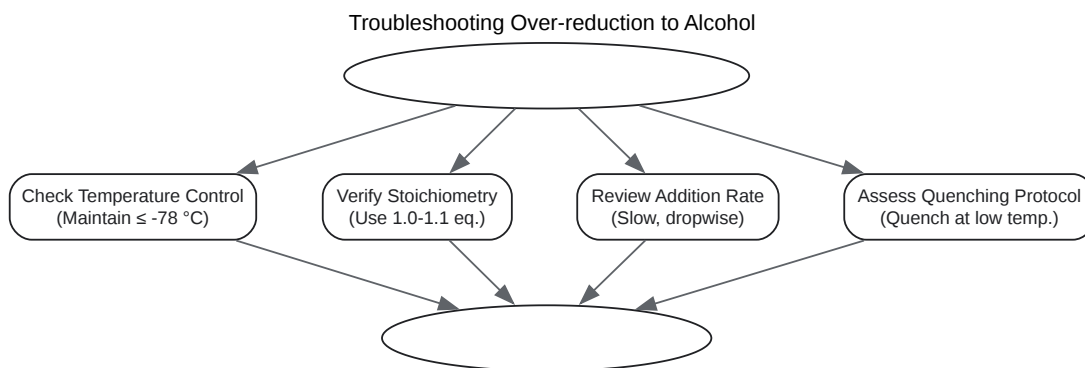 Troubleshooting Over-reduction to Alcohol
Check Temperature Control
(Maintain ≤ -78 °C)
Verify Stoichiometry
(Use 1.0-1.1 eq.)
Review Addition Rate
(Slow, dropwise)
Assess Quenching Protocol
(Quench at low temp.)